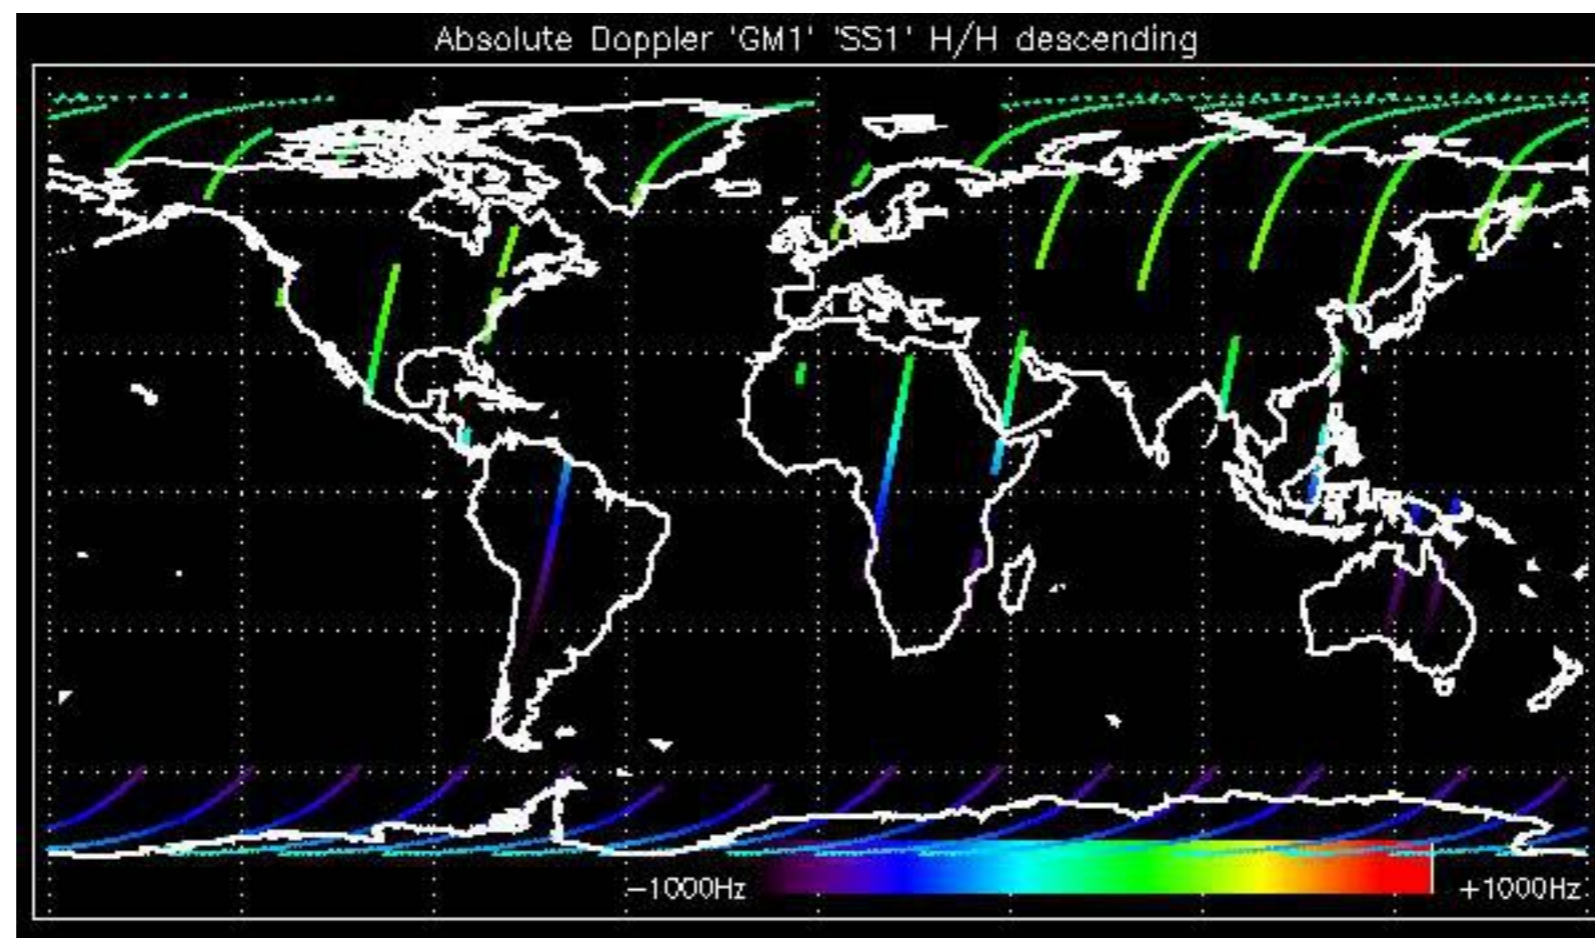 Absolute Doppler 'GM1' 'SS1' H/H descending
−1000Hz
+1000Hz